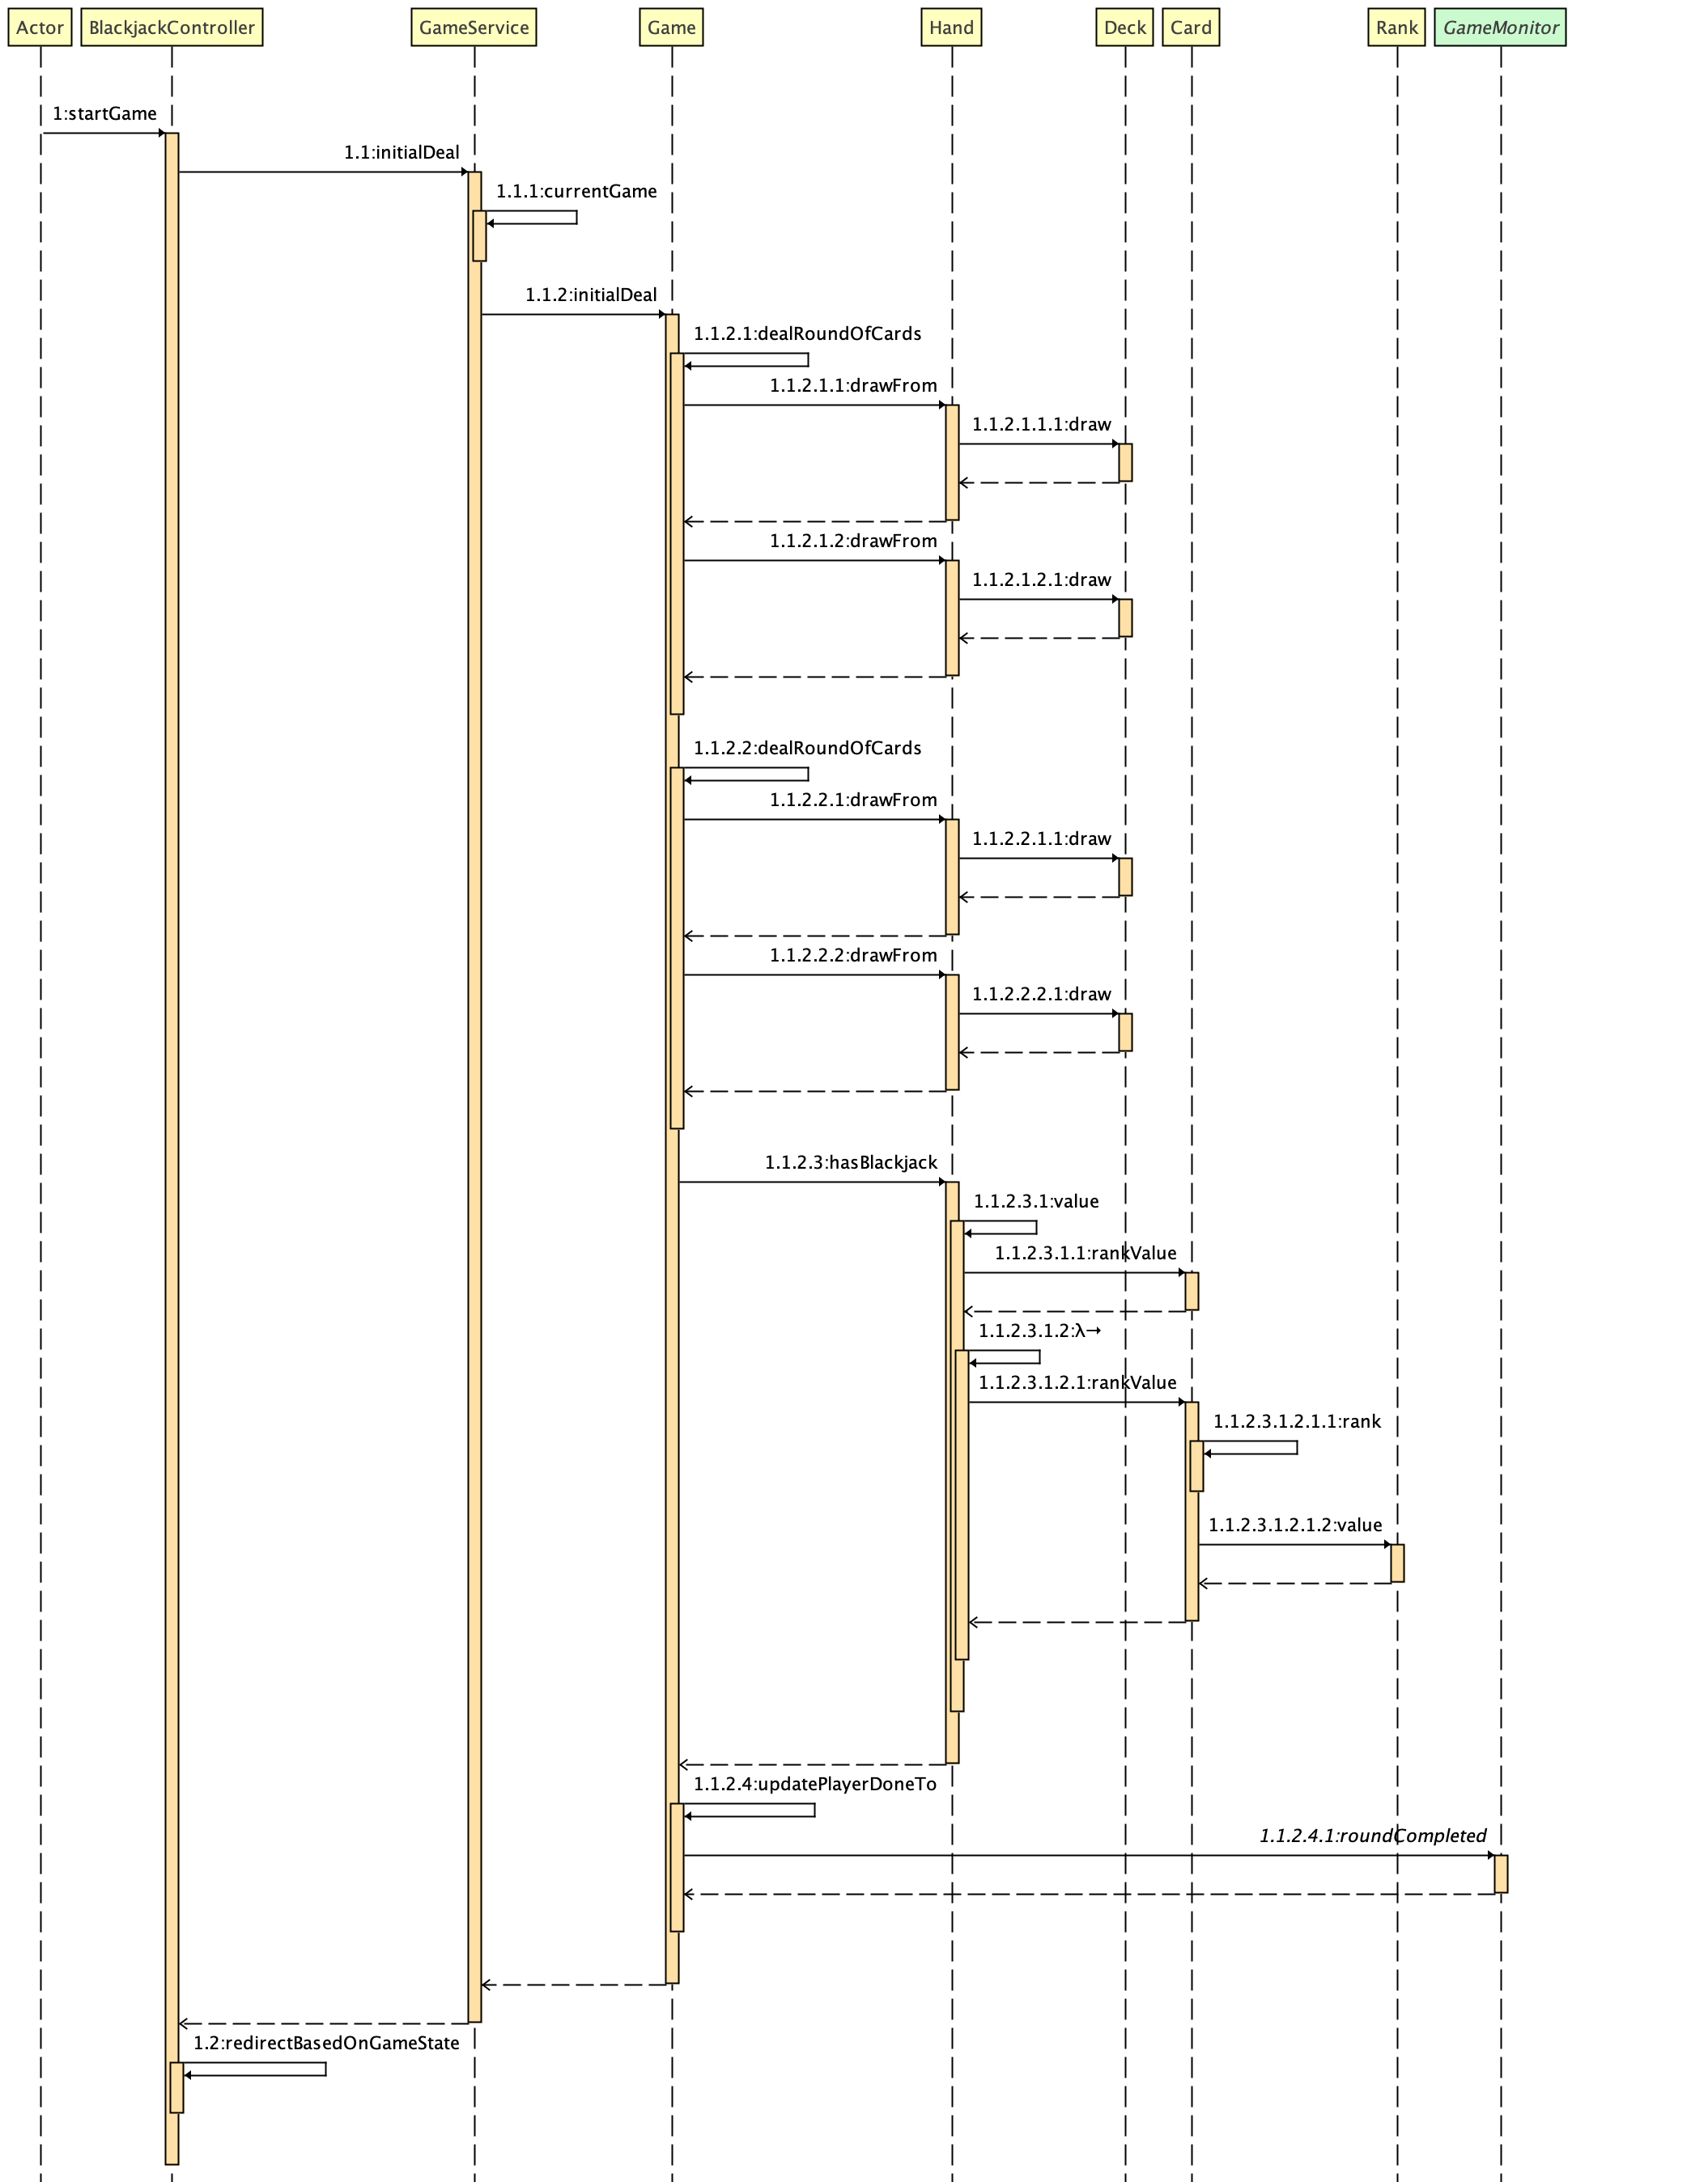 Actor BlackjackController GameService Game Hand Deck Card Rank GameMonitor
1:startGame
1.1:initialDeal
1.1.1:currentGame
1.1.2:initialDeal
1.1.2.1:dealRoundOfCards
1.1.2.1.1:drawFrom
1.1.2.1.1.1:draw
1.1.2.1.2:drawFrom
1.1.2.1.2.1:draw
1.1.2.2:dealRoundOfCards
1.1.2.2.1:drawFrom
1.1.2.2.1.1:draw
1.1.2.2.2:drawFrom
1.1.2.2.2.1:draw
1.1.2.3:hasBlackjack
1.1.2.3.1:value
1.1.2.3.1.1:rankValue
1.1.2.3.1.2:λ→
1.1.2.3.1.2.1:rankValue
1.1.2.3.1.2.1.1:rank
1.1.2.3.1.2.1.2:value
1.1.2.4:updatePlayerDoneTo
1.1.2.4.1:roundCompleted
1.2:redirectBasedOnGameState